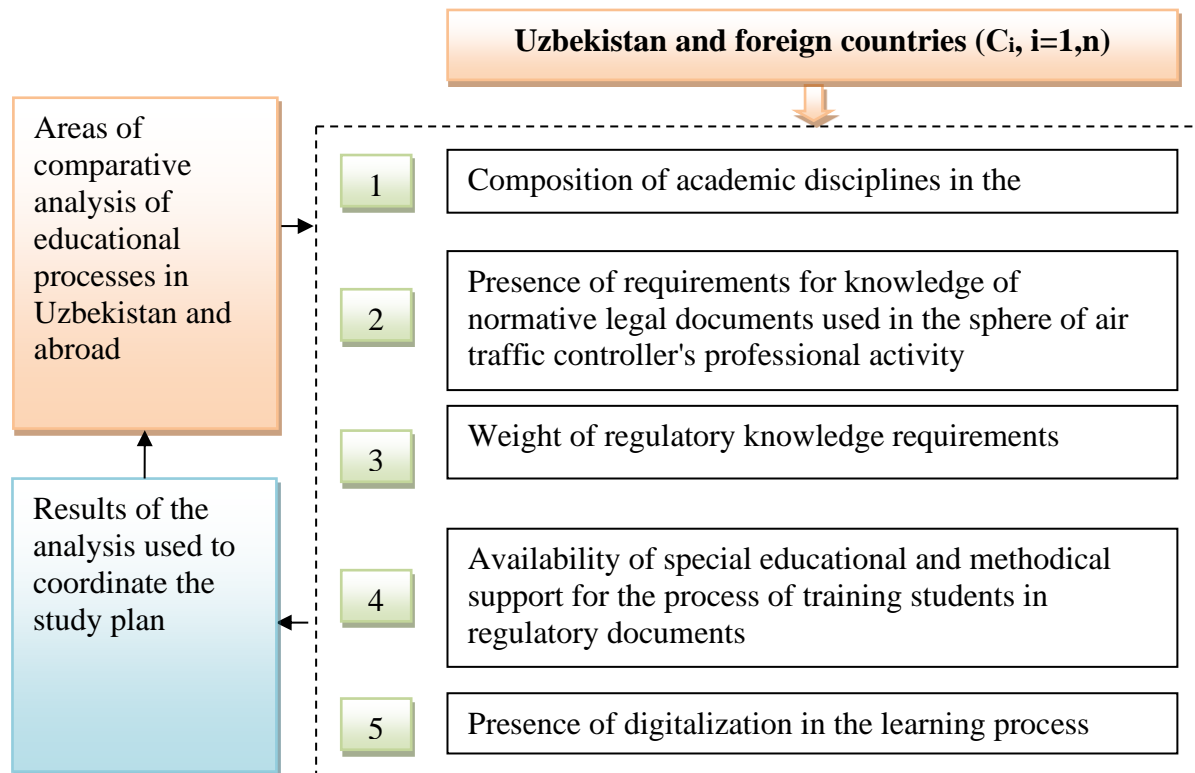 Uzbekistan and foreign countries (Cᵢ, i=1,n)
Areas of
comparative
analysis of
educational
processes in
Uzbekistan and
abroad
Results of the
analysis used to
coordinate the
study plan
1
Composition of academic disciplines in the
2
Presence of requirements for knowledge of
normative legal documents used in the sphere of air
traffic controller's professional activity
3
Weight of regulatory knowledge requirements
4
Availability of special educational and methodical
support for the process of training students in
regulatory documents
5
Presence of digitalization in the learning process